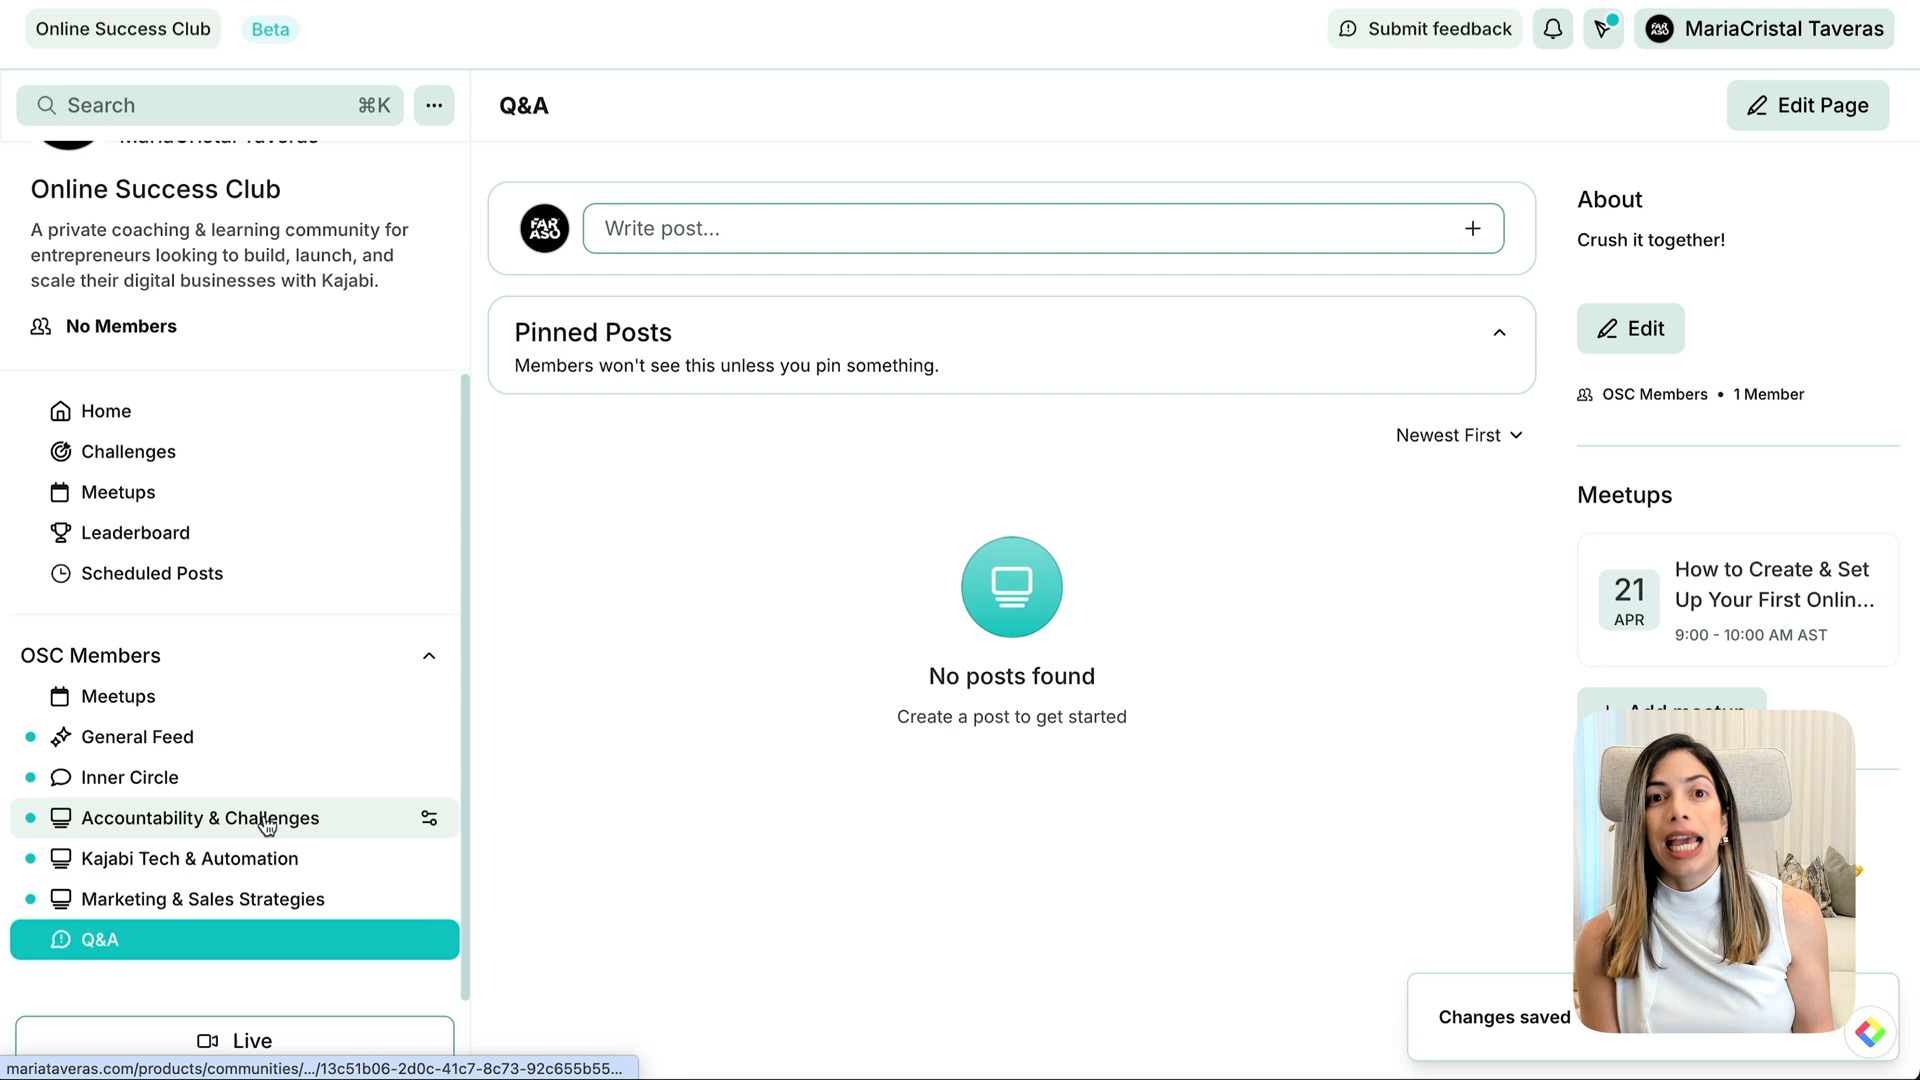 Online Success Club
Beta
Submit feedback
FAR ASO
MariaCristal Taveras
Search
⌘K
Q&A
Edit Page
MariaCristal Taveras
Online Success Club
A private coaching & learning community for
entrepreneurs looking to build, launch, and
scale their digital businesses with Kajabi.
No Members
Home
Challenges
Meetups
Leaderboard
Scheduled Posts
OSC Members
Meetups
General Feed
Inner Circle
Accountability & Challenges
Kajabi Tech & Automation
Marketing & Sales Strategies
Q&A
Live
mariataveras.com/products/communities/.../13c51b06-2d0c-41c7-8c73-92c655b55...
FAR
ASO
Write post...
Pinned Posts
Members won't see this unless you pin something.
Newest First
No posts found
Create a post to get started
About
Crush it together!
Edit
OSC Members • 1 Member
Meetups
21
APR
How to Create & Set
Up Your First Onlin...
9:00 - 10:00 AM AST
Add meetup
Changes saved